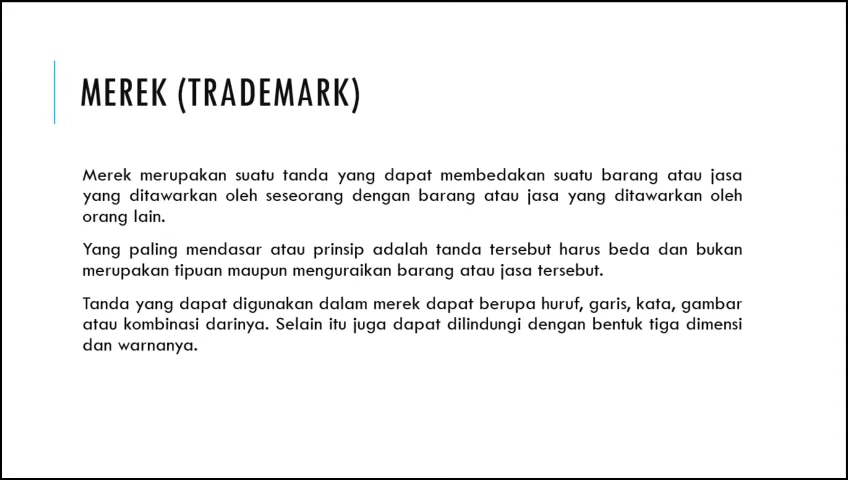 MEREK (TRADEMARK)
Merek merupakan suatu tanda yang dapat membedakan suatu barang atau jasa
yang ditawarkan oleh seseorang dengan barang atau jasa yang ditawarkan oleh
orang lain.
Yang paling mendasar atau prinsip adalah tanda tersebut harus beda dan bukan
merupakan tipuan maupun menguraikan barang atau jasa tersebut.
Tanda yang dapat digunakan dalam merek dapat berupa huruf, garis, kata, gambar
atau kombinasi darinya. Selain itu juga dapat dilindungi dengan bentuk tiga dimensi
dan warnanya.